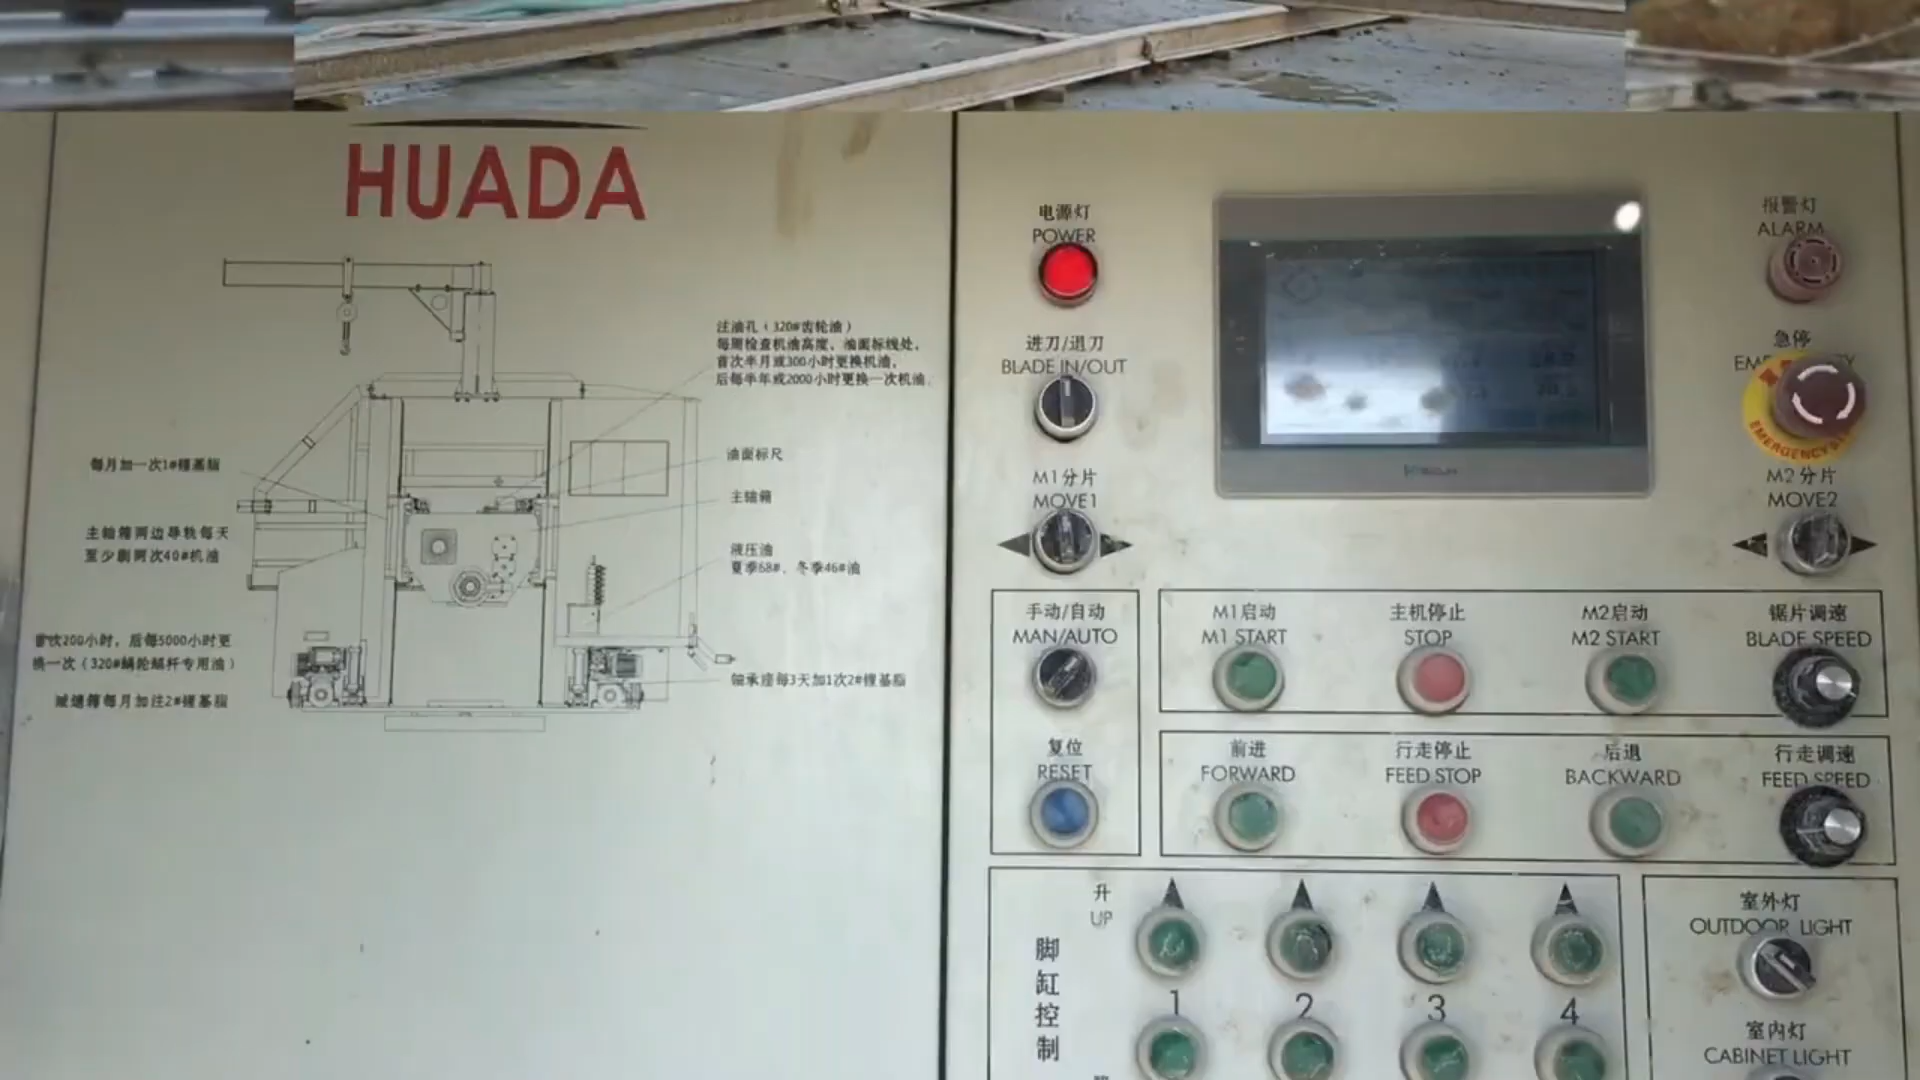 HUADA
注油孔（320#齿轮油）
每周检查机油高度，油面标线处，
首次半月或300小时更换机油，
后每半年或2000小时更换一次机油.
每月加一次1#锂基脂
油面标尺
主轴箱
主轴箱两边导轨每天
至少刷两次40#机油
液压油
夏季68#、冬季46#油
首次200小时，后每5000小时更
换一次（320#蜗轮蜗杆专用油）
减速箱每月加注2#锂基脂
轴承座每3天加1次2#锂基脂
电源灯
POWER
报警灯
ALARM
进刀/退刀
BLADE IN/OUT
急停
M1分片
MOVE1
M2分片
MOVE2
手动/自动
MAN/AUTO
M1启动
M1 START
主机停止
STOP
M2启动
M2 START
锯片调速
BLADE SPEED
复位
RESET
前进
FORWARD
行走停止
FEED STOP
后退
BACKWARD
行走调速
FEED SPEED
升
UP
脚缸控制
1
2
3
4
室外灯
OUTDOOR LIGHT
室内灯
CABINET LIGHT